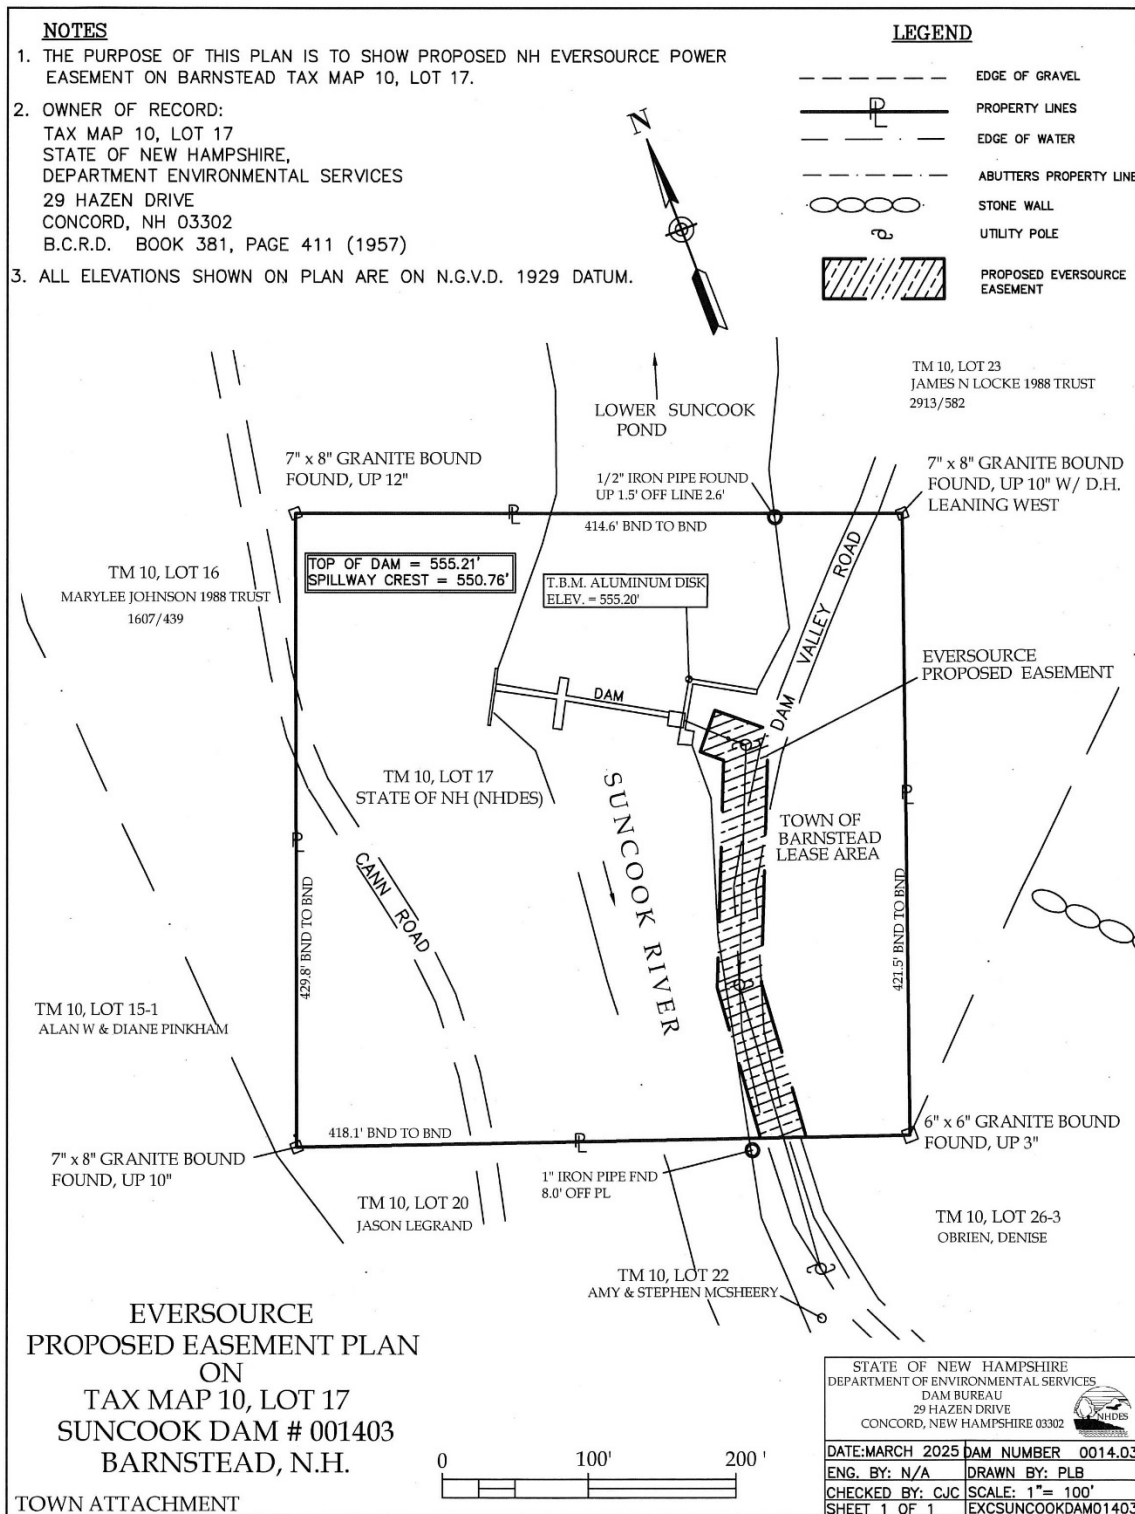 NOTES
1. THE PURPOSE OF THIS PLAN IS TO SHOW PROPOSED NH EVERSOURCE POWER
EASEMENT ON BARNSTEAD TAX MAP 10, LOT 17.
2. OWNER OF RECORD:
TAX MAP 10, LOT 17
STATE OF NEW HAMPSHIRE,
DEPARTMENT ENVIRONMENTAL SERVICES
29 HAZEN DRIVE
CONCORD, NH 03302
B.C.R.D. BOOK 381, PAGE 411 (1957)
3. ALL ELEVATIONS SHOWN ON PLAN ARE ON N.G.V.D. 1929 DATUM.
N
LEGEND
EDGE OF GRAVEL
PL PROPERTY LINES
EDGE OF WATER
ABUTTERS PROPERTY LINE
STONE WALL
UTILITY POLE
PROPOSED EVERSOURCE
EASEMENT
TM 10, LOT 23
JAMES N LOCKE 1988 TRUST
2913/582
LOWER SUNCOOK
POND
7" x 8" GRANITE BOUND
FOUND, UP 12"
1/2" IRON PIPE FOUND
UP 1.5' OFF LINE 2.6'
7" x 8" GRANITE BOUND
FOUND, UP 10" W/ D.H.
LEANING WEST
PL
414.6' BND TO BND
TOP OF DAM = 555.21'
SPILLWAY CREST = 550.76'
T.B.M. ALUMINUM DISK
ELEV. = 555.20'
TM 10, LOT 16
MARYLEE JOHNSON 1988 TRUST
1607/439
DAM VALLEY ROAD
EVERSOURCE
PROPOSED EASEMENT
DAM
TM 10, LOT 17
STATE OF NH (NHDES)
SUNCOOK RIVER
TOWN OF
BARNSTEAD
LEASE AREA
PL
PL
CANN ROAD
429.8' BND TO BND
421.5' BND TO BND
TM 10, LOT 15-1
ALAN W & DIANE PINKHAM
418.1' BND TO BND
PL
6" x 6" GRANITE BOUND
FOUND, UP 3"
7" x 8" GRANITE BOUND
FOUND, UP 10"
1" IRON PIPE FND
8.0' OFF PL
TM 10, LOT 20
JASON LEGRAND
TM 10, LOT 26-3
OBRIEN, DENISE
TM 10, LOT 22
AMY & STEPHEN MCSHEERY
EVERSOURCE
PROPOSED EASEMENT PLAN
ON
TAX MAP 10, LOT 17
SUNCOOK DAM # 001403
BARNSTEAD, N.H.
TOWN ATTACHMENT
0 100' 200 '
STATE OF NEW HAMPSHIRE
DEPARTMENT OF ENVIRONMENTAL SERVICES
DAM BUREAU
29 HAZEN DRIVE
CONCORD, NEW HAMPSHIRE 03302
NHDES
DATE:MARCH 2025 DAM NUMBER 0014.03
ENG. BY: N/A DRAWN BY: PLB
CHECKED BY: CJC SCALE: 1"= 100'
SHEET 1 OF 1 EXCSUNCOOKDAM01403